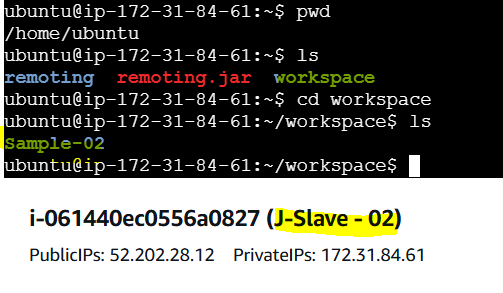 ubuntu@ip-172-31-84-61:~$ pwd
/home/ubuntu
ubuntu@ip-172-31-84-61:~$ ls
remoting  remoting.jar  workspace
ubuntu@ip-172-31-84-61:~$ cd workspace
ubuntu@ip-172-31-84-61:~/workspace$ ls
Sample-02
ubuntu@ip-172-31-84-61:~/workspace$
i-061440ec0556a0827 (J-Slave - 02)
PublicIPs: 52.202.28.12    PrivateIPs: 172.31.84.61